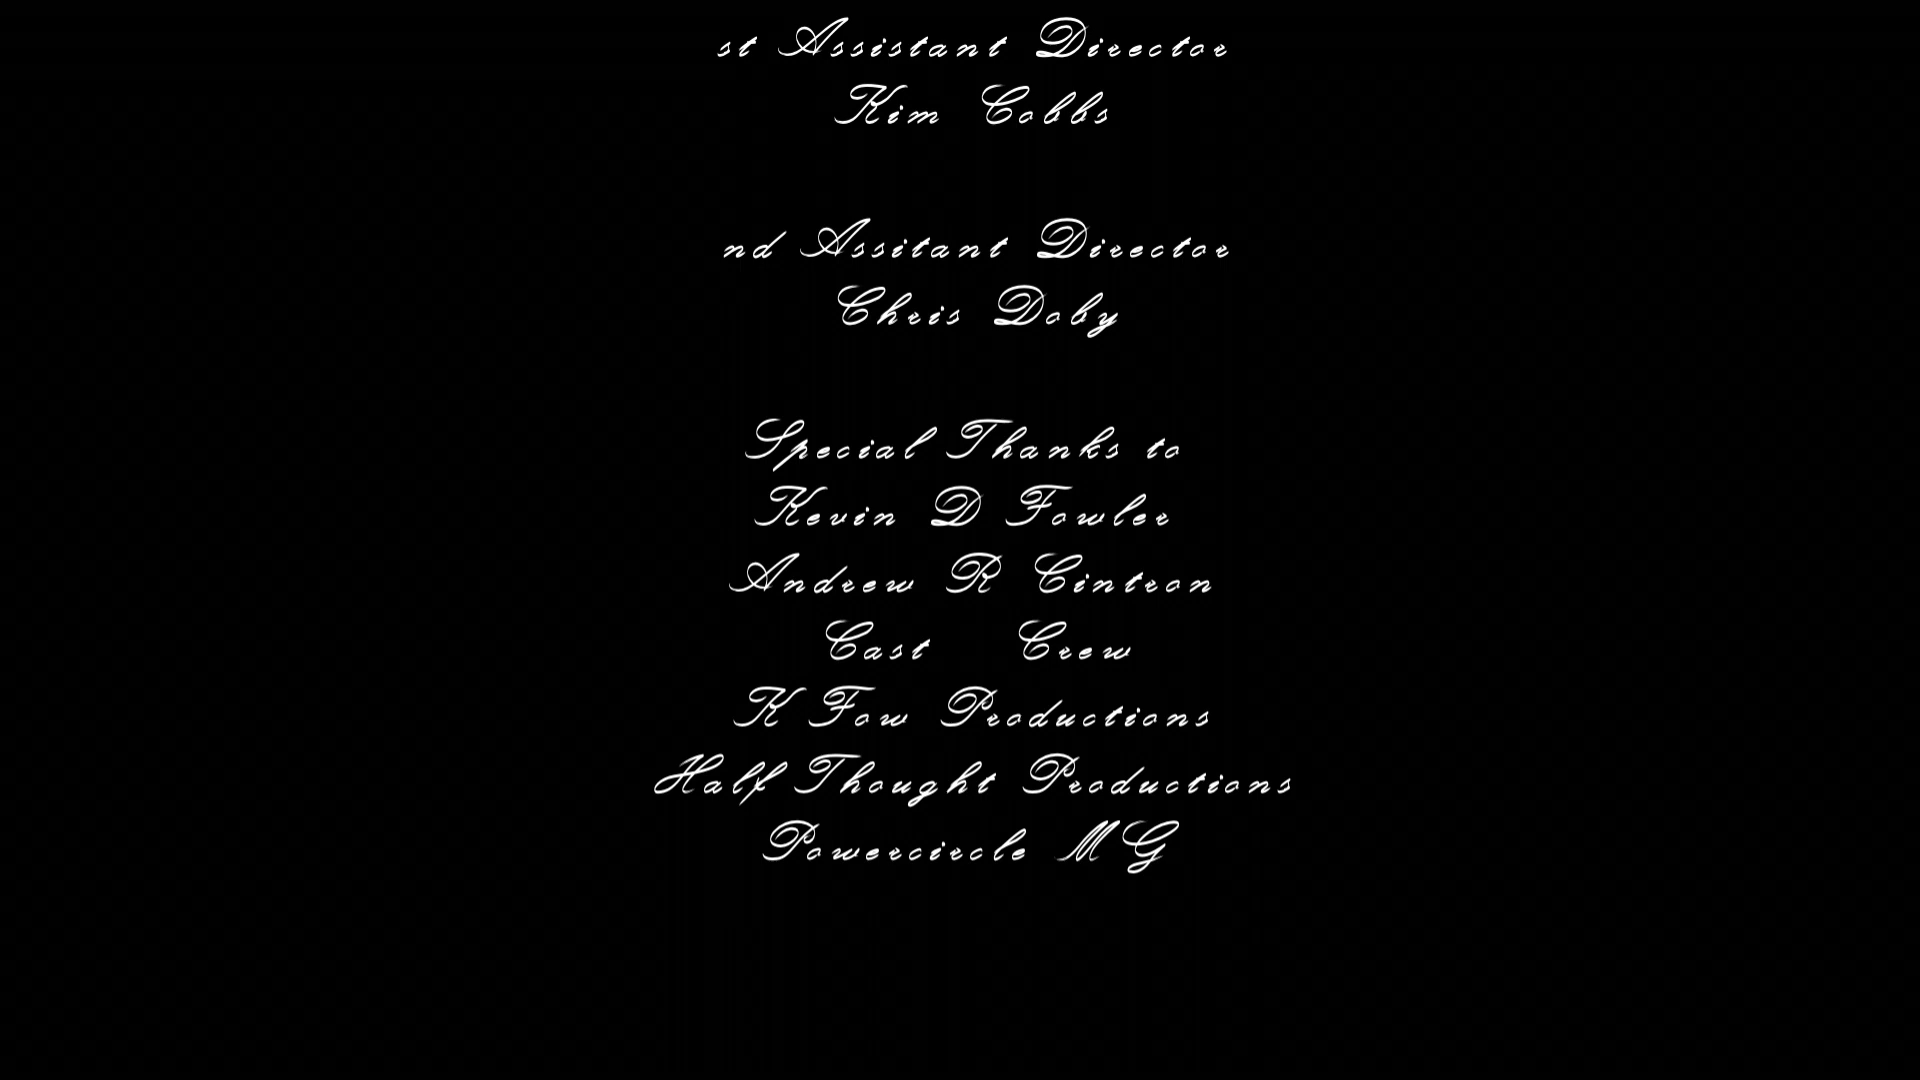 st Assistant Director
Kim Cobbs
nd Assitant Director
Chris Doby
Special Thanks to
Kevin D Fowler
Andrew R Cintron
Cast Crew
K Fow Productions
Half Thought Productions
Powercircle MG